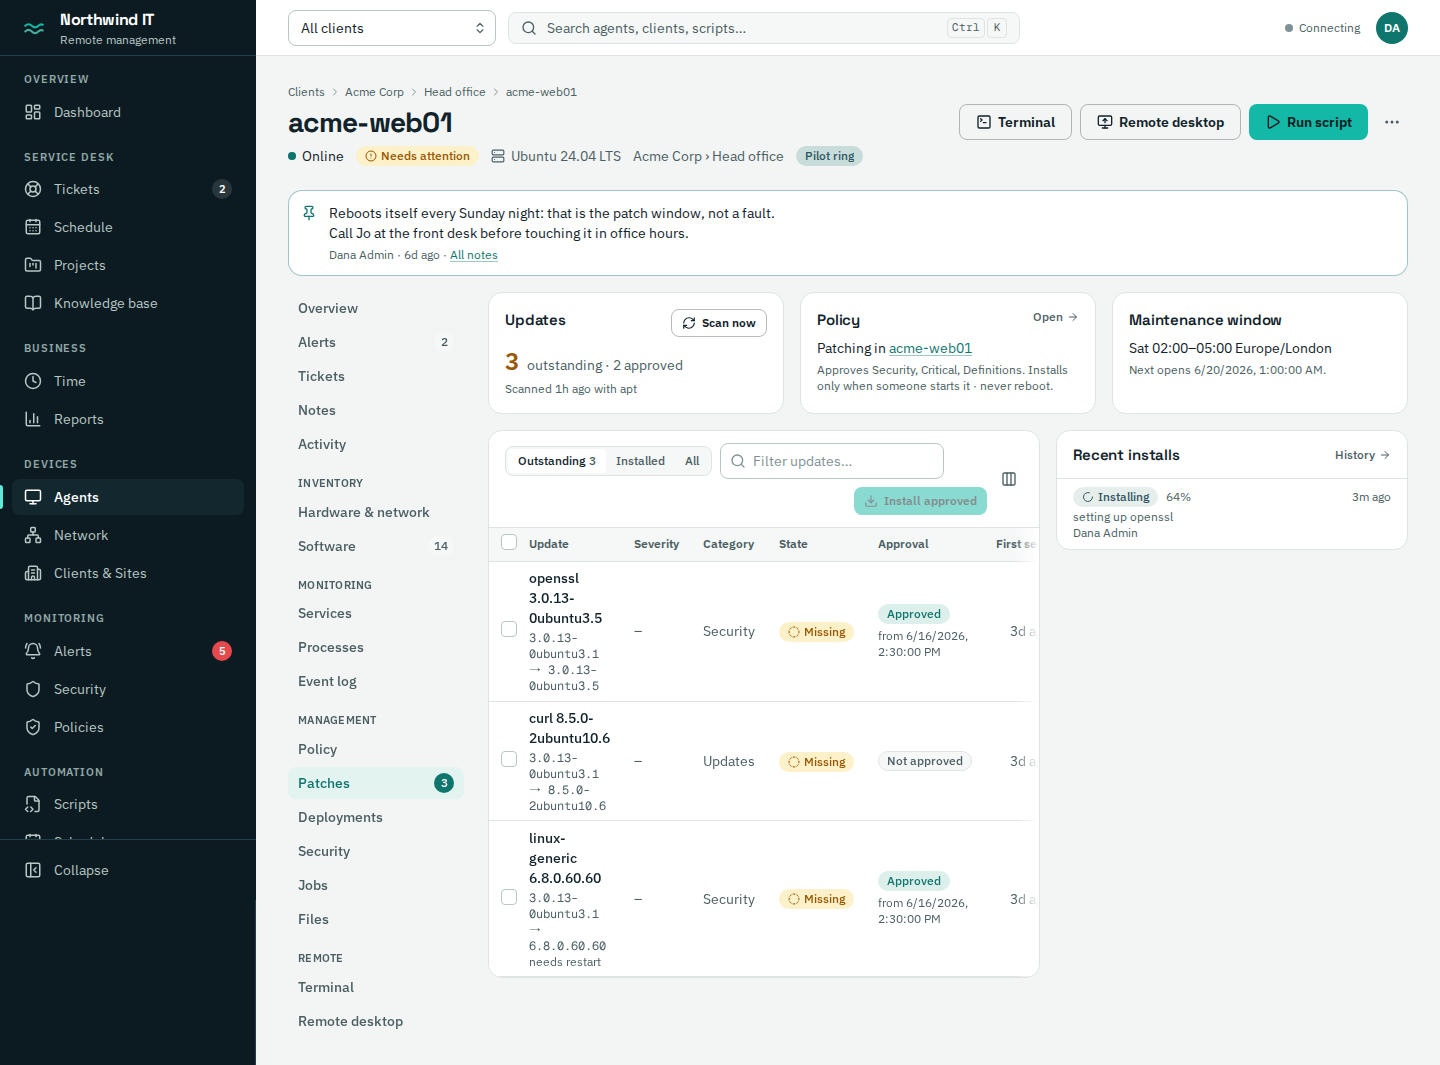 Northwind IT
Remote management
OVERVIEW
Dashboard
SERVICE DESK
Tickets 2
Schedule
Projects
Knowledge base
BUSINESS
Time
Reports
DEVICES
Agents
Network
Clients & Sites
MONITORING
Alerts 5
Security
Policies
AUTOMATION
Scripts
Collapse
All clients
Search agents, clients, scripts...
Ctrl K
Connecting
DA
Clients > Acme Corp > Head office > acme-web01
acme-web01
Terminal
Remote desktop
Run script
Online
Needs attention
Ubuntu 24.04 LTS
Acme Corp › Head office
Pilot ring
Reboots itself every Sunday night: that is the patch window, not a fault.
Call Jo at the front desk before touching it in office hours.
Dana Admin · 6d ago · All notes
Overview
Alerts 2
Tickets
Notes
Activity
INVENTORY
Hardware & network
Software 14
MONITORING
Services
Processes
Event log
MANAGEMENT
Policy
Patches 3
Deployments
Security
Jobs
Files
REMOTE
Terminal
Remote desktop
Updates
Scan now
3 outstanding · 2 approved
Scanned 1h ago with apt
Policy
Open →
Patching in acme-web01
Approves Security, Critical, Definitions. Installs
only when someone starts it · never reboot.
Maintenance window
Sat 02:00–05:00 Europe/London
Next opens 6/20/2026, 1:00:00 AM.
Outstanding 3 Installed All
Filter updates...
Install approved
Update Severity Category State Approval First se
openssl
3.0.13-
0ubuntu3.5
3.0.13-
0ubuntu3.1
→ 3.0.13-
0ubuntu3.5
–
Security
Missing
Approved
from 6/16/2026,
2:30:00 PM
3d a
curl 8.5.0-
2ubuntu10.6
3.0.13-
0ubuntu3.1
→ 8.5.0-
2ubuntu10.6
–
Updates
Missing
Not approved
3d a
linux-
generic
6.8.0.60.60
3.0.13-
0ubuntu3.1
→
6.8.0.60.60
needs restart
–
Security
Missing
Approved
from 6/16/2026,
2:30:00 PM
3d a
Recent installs
History →
Installing 64% 3m ago
setting up openssl
Dana Admin